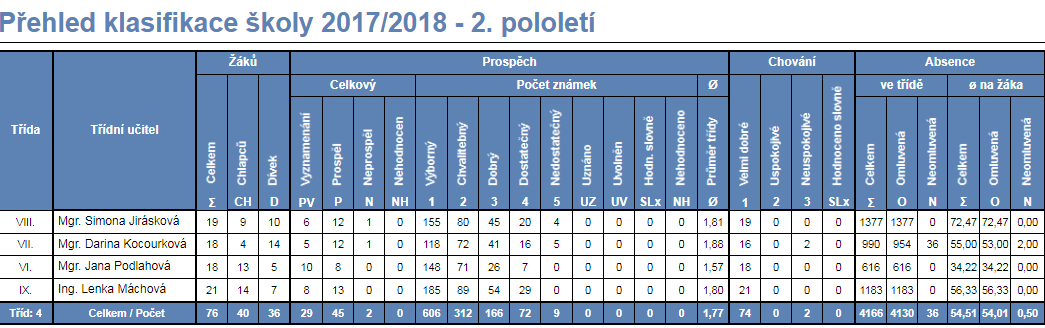 Přehled klasifikace školy 2017/2018 - 2. pololetí
Třída Třídní učitel Žáků Prospěch Chování Absence
Celkový Počet známek Ø ve třídě ø na žáka
Celkem Chlapců Dívek Vyznamenání Prospěl Neprospěl Nehodnocen Výborný Chvalitebný Dobrý Dostatečný Nedostatečný Uznáno Uvolněn Hodn. slovně Nehodnoceno Průměr třídy Velmi dobré Uspokojivé Neuspokojivé Hodnoceno slovně Celkem Omluvená Neomluvená Celkem Omluvená Neomluvená
Σ CH D PV P N NH 1 2 3 4 5 UZ UV SLx NH Ø 1 2 3 SLx Σ O N Σ O N
VIII. Mgr. Simona Jirásková 19 9 10 6 12 1 0 155 80 45 20 4 0 0 0 0 1,81 19 0 0 0 1377 1377 0 72,47 72,47 0,00
VII. Mgr. Darina Kocourková 18 4 14 5 12 1 0 118 72 41 16 5 0 0 0 0 1,88 16 0 2 0 990 954 36 55,00 53,00 2,00
VI. Mgr. Jana Podlahová 18 13 5 10 8 0 0 148 71 26 7 0 0 0 0 0 1,57 18 0 0 0 616 616 0 34,22 34,22 0,00
IX. Ing. Lenka Máchová 21 14 7 8 13 0 0 185 89 54 29 0 0 0 0 0 1,80 21 0 0 0 1183 1183 0 56,33 56,33 0,00
Tříd: 4 Celkem / Počet 76 40 36 29 45 2 0 606 312 166 72 9 0 0 0 0 1,77 74 0 2 0 4166 4130 36 54,51 54,01 0,50